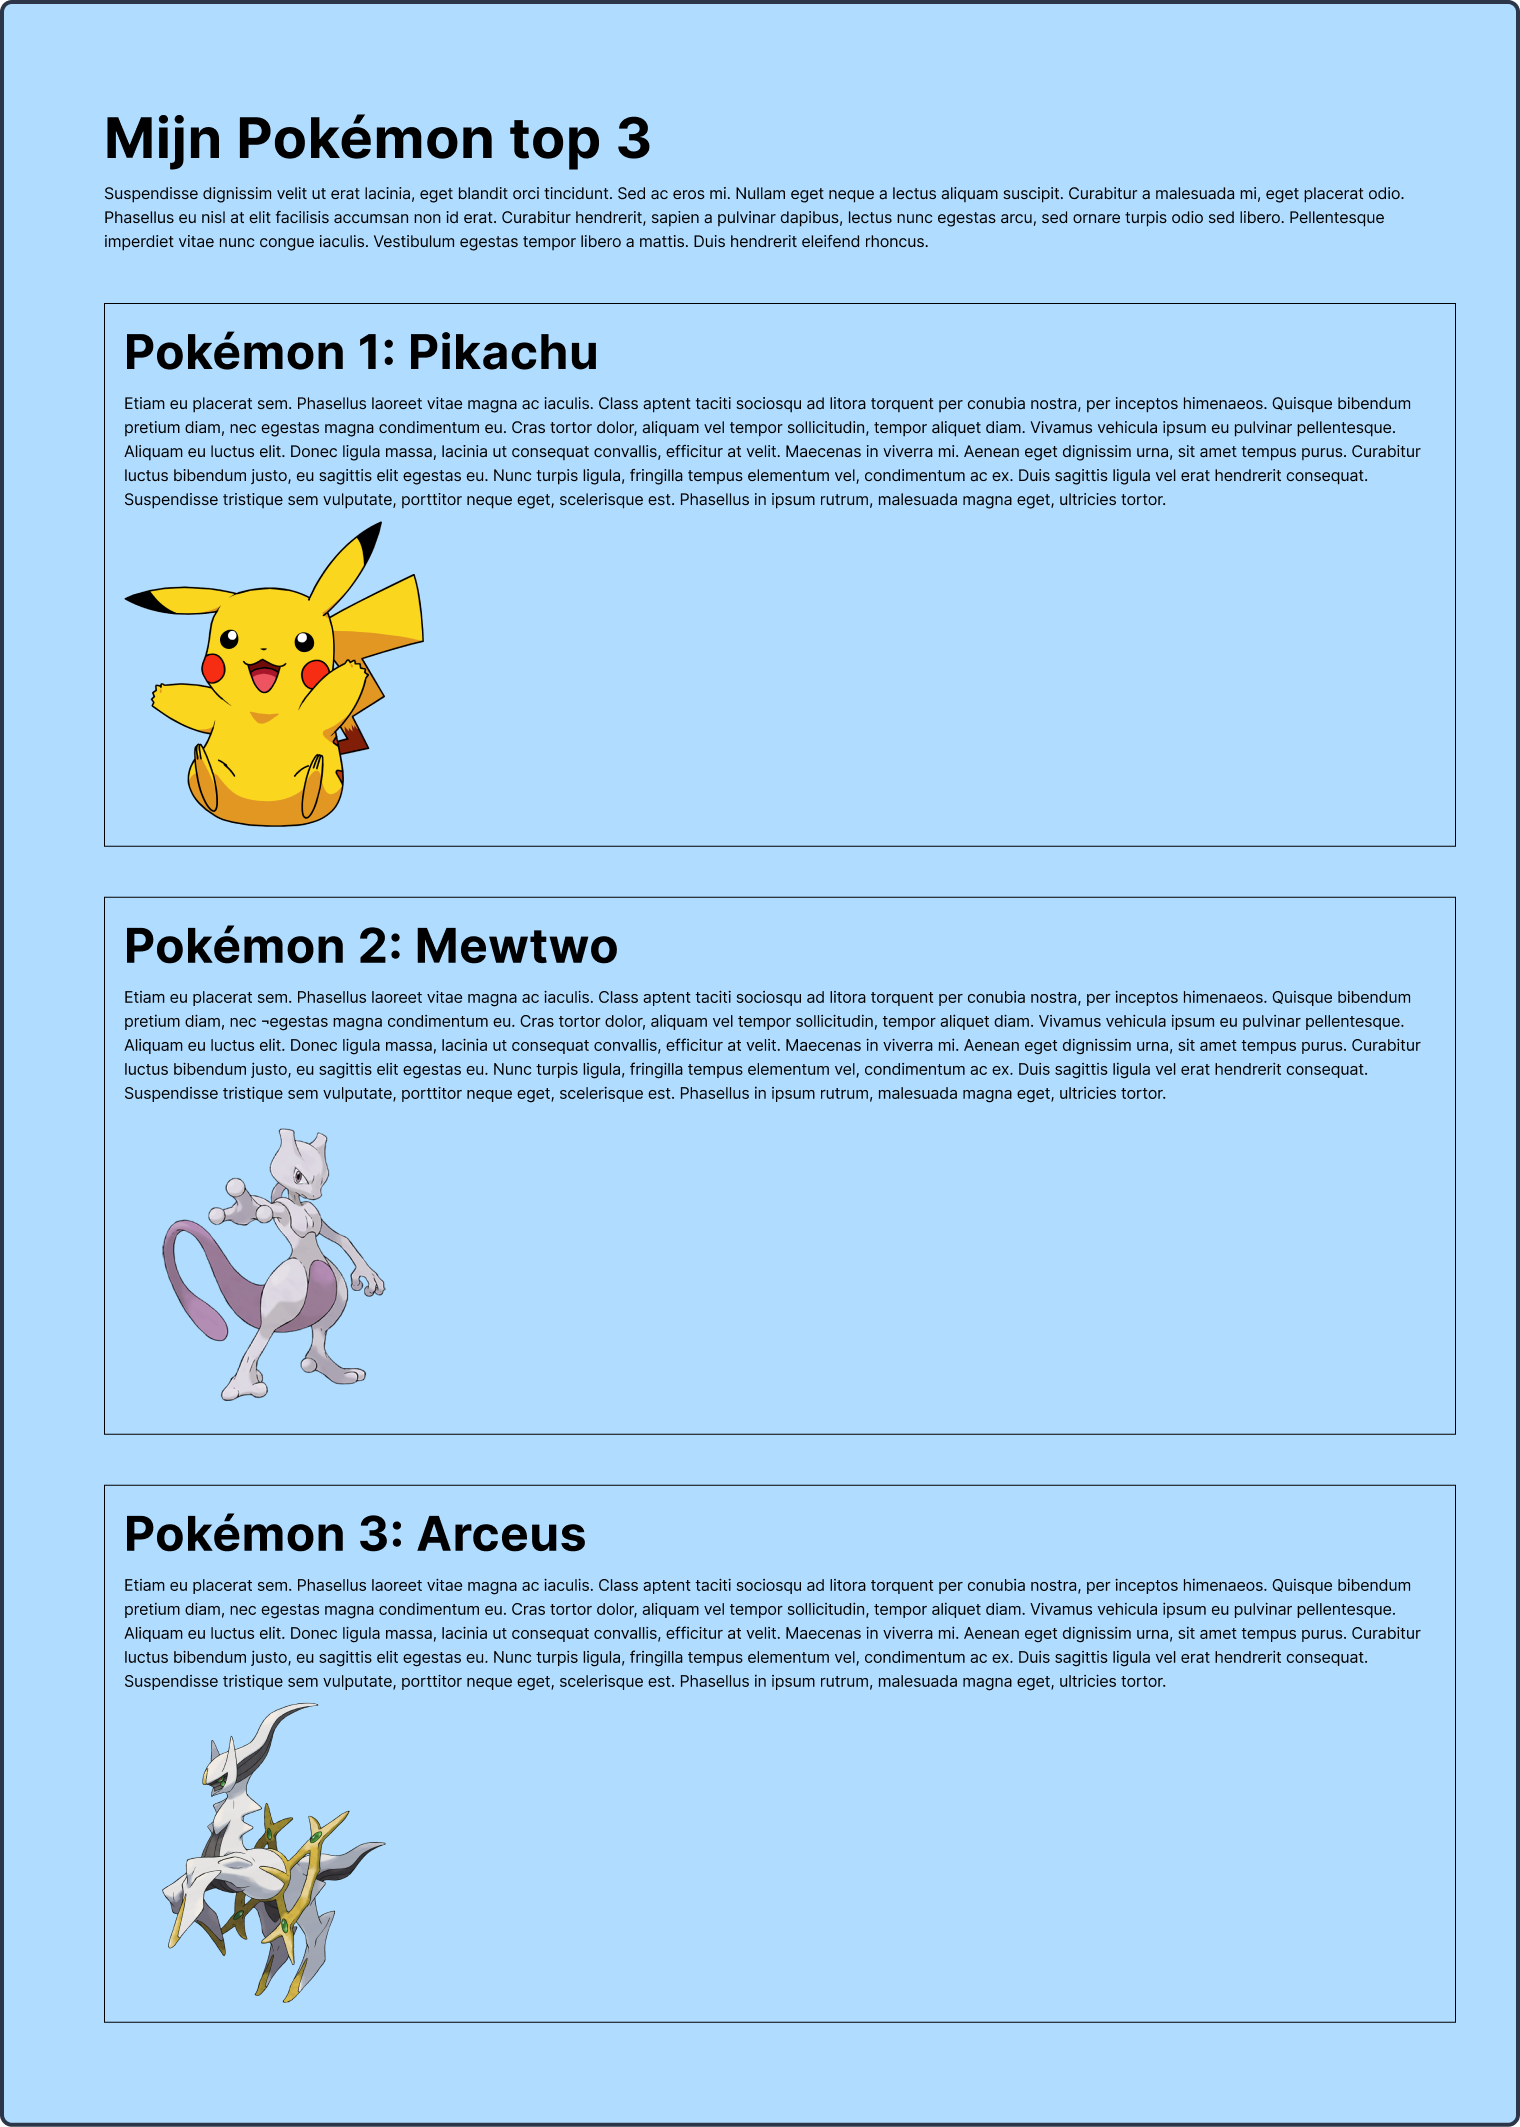 Mijn Pokémon top 3
Suspendisse dignissim velit ut erat lacinia, eget blandit orci tincidunt. Sed ac eros mi. Nullam eget neque a lectus aliquam suscipit. Curabitur a malesuada mi, eget placerat odio.
Phasellus eu nisl at elit facilisis accumsan non id erat. Curabitur hendrerit, sapien a pulvinar dapibus, lectus nunc egestas arcu, sed ornare turpis odio sed libero. Pellentesque
imperdiet vitae nunc congue iaculis. Vestibulum egestas tempor libero a mattis. Duis hendrerit eleifend rhoncus.
Pokémon 1: Pikachu
Etiam eu placerat sem. Phasellus laoreet vitae magna ac iaculis. Class aptent taciti sociosqu ad litora torquent per conubia nostra, per inceptos himenaeos. Quisque bibendum
pretium diam, nec egestas magna condimentum eu. Cras tortor dolor, aliquam vel tempor sollicitudin, tempor aliquet diam. Vivamus vehicula ipsum eu pulvinar pellentesque.
Aliquam eu luctus elit. Donec ligula massa, lacinia ut consequat convallis, efficitur at velit. Maecenas in viverra mi. Aenean eget dignissim urna, sit amet tempus purus. Curabitur
luctus bibendum justo, eu sagittis elit egestas eu. Nunc turpis ligula, fringilla tempus elementum vel, condimentum ac ex. Duis sagittis ligula vel erat hendrerit consequat.
Suspendisse tristique sem vulputate, porttitor neque eget, scelerisque est. Phasellus in ipsum rutrum, malesuada magna eget, ultricies tortor.
Pokémon 2: Mewtwo
Etiam eu placerat sem. Phasellus laoreet vitae magna ac iaculis. Class aptent taciti sociosqu ad litora torquent per conubia nostra, per inceptos himenaeos. Quisque bibendum
pretium diam, nec ¬egestas magna condimentum eu. Cras tortor dolor, aliquam vel tempor sollicitudin, tempor aliquet diam. Vivamus vehicula ipsum eu pulvinar pellentesque.
Aliquam eu luctus elit. Donec ligula massa, lacinia ut consequat convallis, efficitur at velit. Maecenas in viverra mi. Aenean eget dignissim urna, sit amet tempus purus. Curabitur
luctus bibendum justo, eu sagittis elit egestas eu. Nunc turpis ligula, fringilla tempus elementum vel, condimentum ac ex. Duis sagittis ligula vel erat hendrerit consequat.
Suspendisse tristique sem vulputate, porttitor neque eget, scelerisque est. Phasellus in ipsum rutrum, malesuada magna eget, ultricies tortor.
Pokémon 3: Arceus
Etiam eu placerat sem. Phasellus laoreet vitae magna ac iaculis. Class aptent taciti sociosqu ad litora torquent per conubia nostra, per inceptos himenaeos. Quisque bibendum
pretium diam, nec egestas magna condimentum eu. Cras tortor dolor, aliquam vel tempor sollicitudin, tempor aliquet diam. Vivamus vehicula ipsum eu pulvinar pellentesque.
Aliquam eu luctus elit. Donec ligula massa, lacinia ut consequat convallis, efficitur at velit. Maecenas in viverra mi. Aenean eget dignissim urna, sit amet tempus purus. Curabitur
luctus bibendum justo, eu sagittis elit egestas eu. Nunc turpis ligula, fringilla tempus elementum vel, condimentum ac ex. Duis sagittis ligula vel erat hendrerit consequat.
Suspendisse tristique sem vulputate, porttitor neque eget, scelerisque est. Phasellus in ipsum rutrum, malesuada magna eget, ultricies tortor.